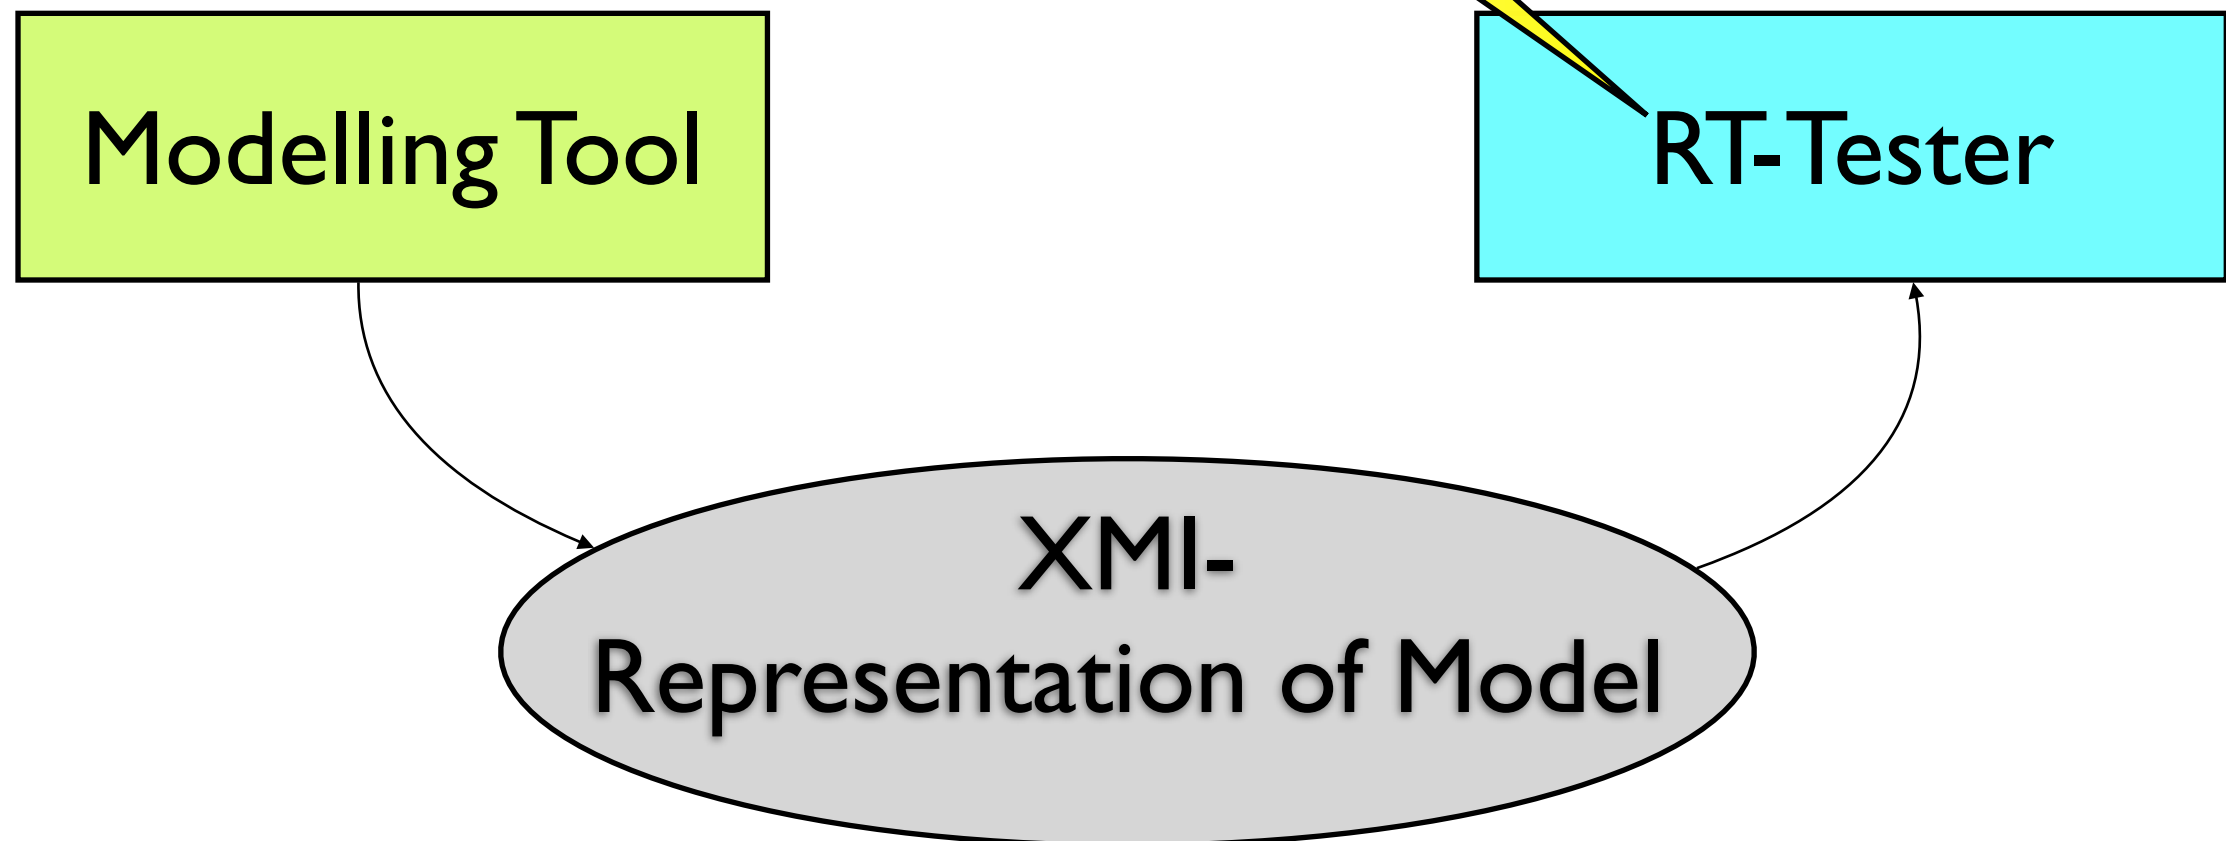 Modelling Tool
RT-Tester
XMI-
Representation of Model